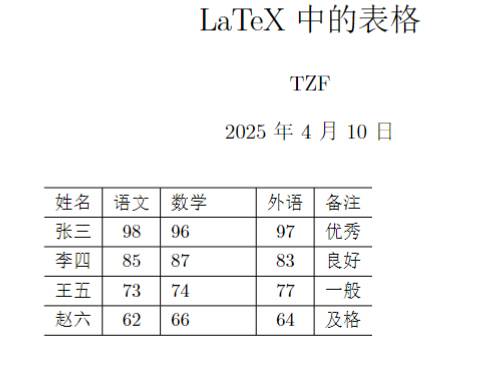 LaTeX 中的表格
TZF
2025 年 4 月 10 日
姓名 语文 数学 外语 备注
张三 98 96 97 优秀
李四 85 87 83 良好
王五 73 74 77 一般
赵六 62 66 64 及格